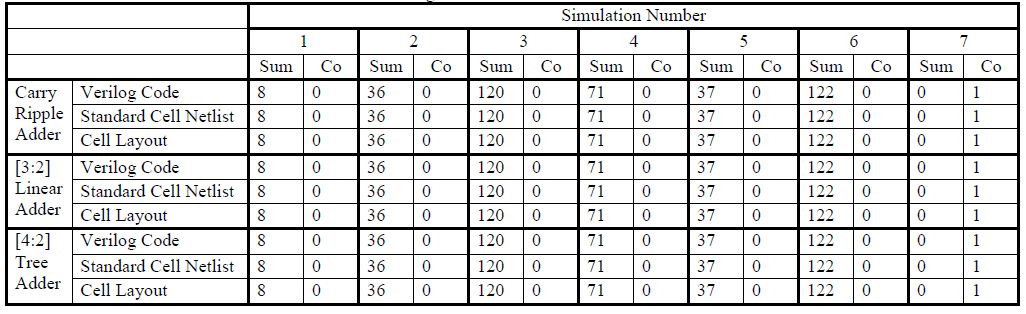 Simulation Number
1 2 3 4 5 6 7
Sum Co Sum Co Sum Co Sum Co Sum Co Sum Co Sum Co
Carry Ripple Adder
Verilog Code 8 0 36 0 120 0 71 0 37 0 122 0 0 1
Standard Cell Netlist 8 0 36 0 120 0 71 0 37 0 122 0 0 1
Cell Layout 8 0 36 0 120 0 71 0 37 0 122 0 0 1
[3:2] Linear Adder
Verilog Code 8 0 36 0 120 0 71 0 37 0 122 0 0 1
Standard Cell Netlist 8 0 36 0 120 0 71 0 37 0 122 0 0 1
Cell Layout 8 0 36 0 120 0 71 0 37 0 122 0 0 1
[4:2] Tree Adder
Verilog Code 8 0 36 0 120 0 71 0 37 0 122 0 0 1
Standard Cell Netlist 8 0 36 0 120 0 71 0 37 0 122 0 0 1
Cell Layout 8 0 36 0 120 0 71 0 37 0 122 0 0 1